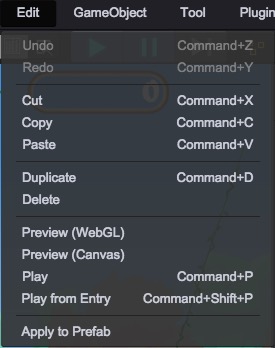 Edit GameObject Tool Plugin
Undo Command+Z
Redo Command+Y
Cut Command+X
Copy Command+C
Paste Command+V
Duplicate Command+D
Delete
Preview (WebGL)
Preview (Canvas)
Play Command+P
Play from Entry Command+Shift+P
Apply to Prefab
0